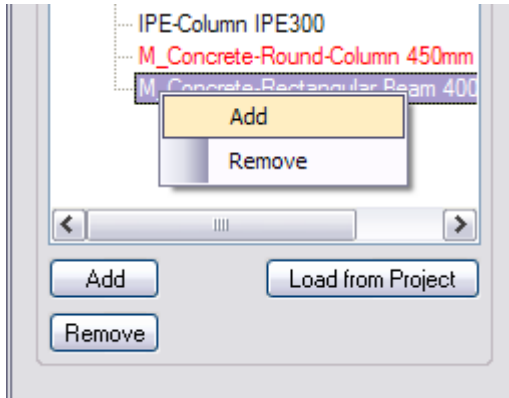 IPE-Column IPE300
M_Concrete-Round-Column 450mm
M_Concrete-Rectangular Beam 400
Add
Remove
Add
Load from Project
Remove